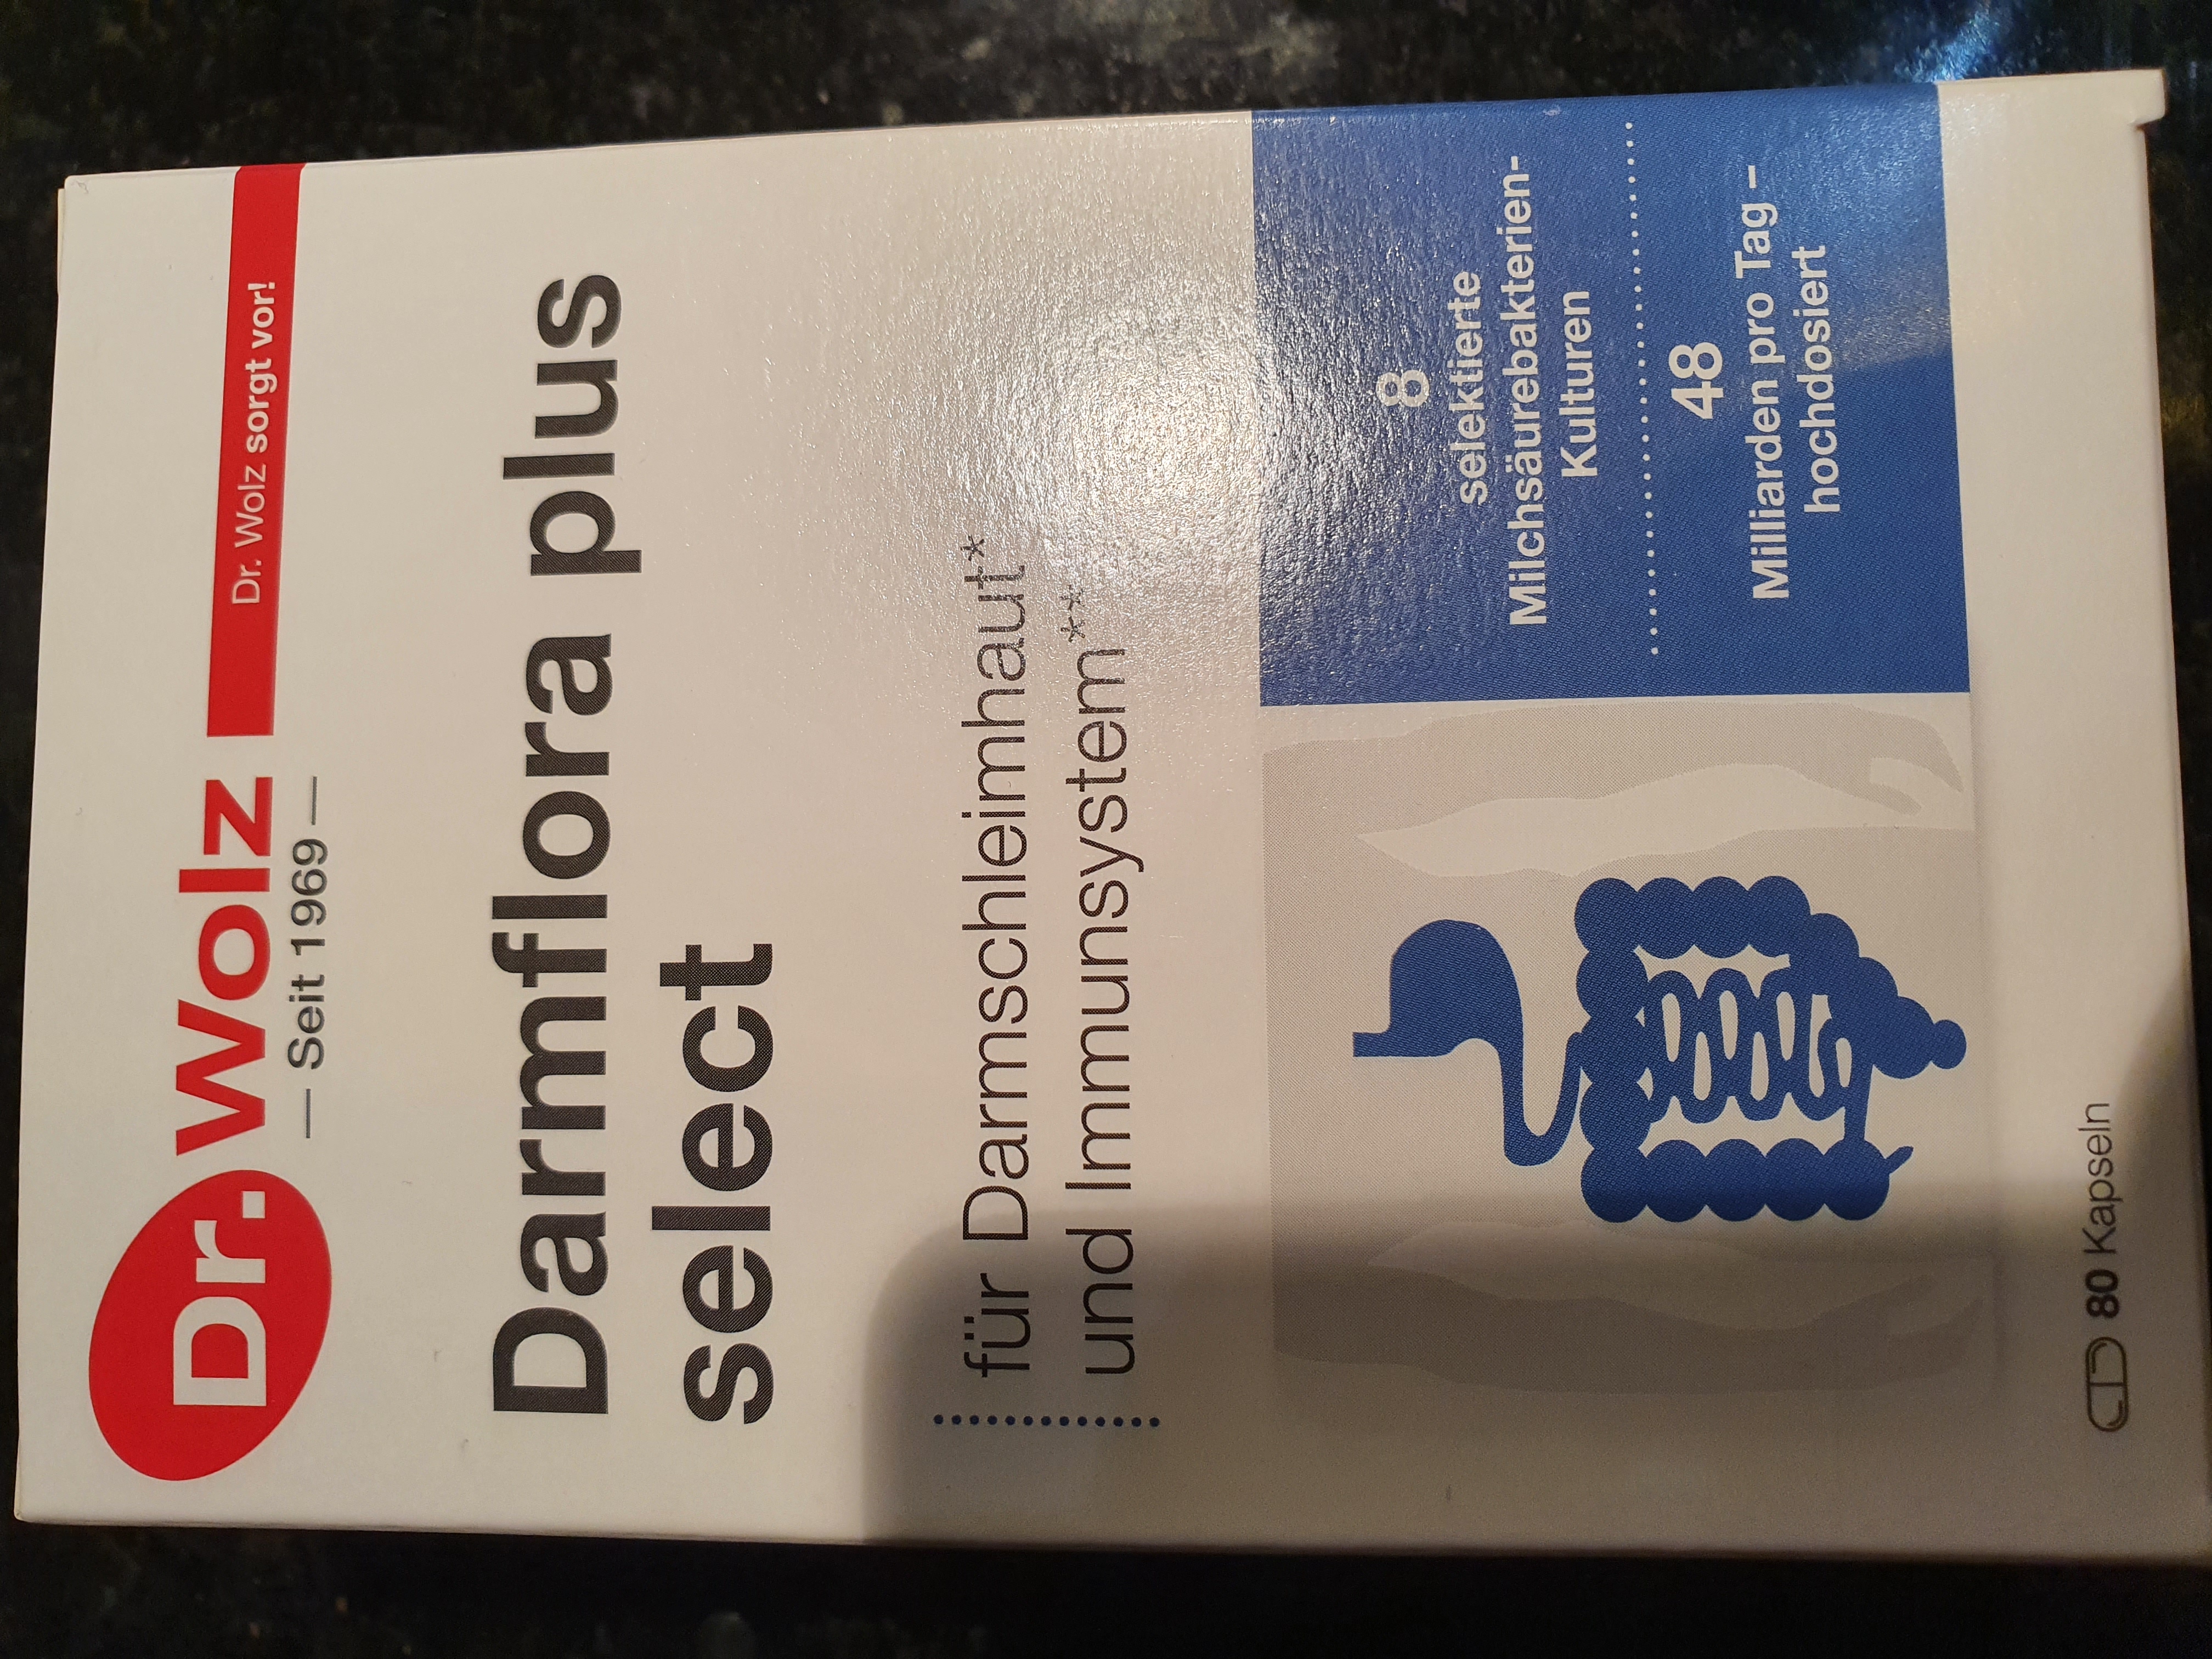 Dr. Wolz
Dr. Wolz sorgt vor!
— Seit 1969 —
Darmflora plus
select
für Darmschleimhaut*
und Immunsystem**
8
selektierte
Milchsäurebakterien-
Kulturen
48
Milliarden pro Tag –
hochdosiert
80 Kapseln